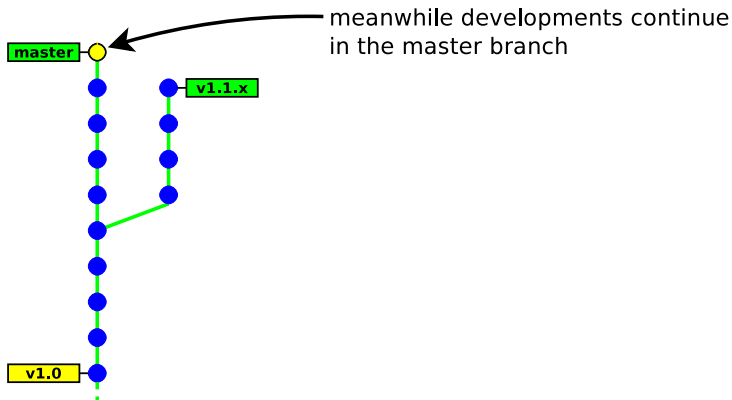 meanwhile developments continue
in the master branch
master
v1.1.x
v1.0